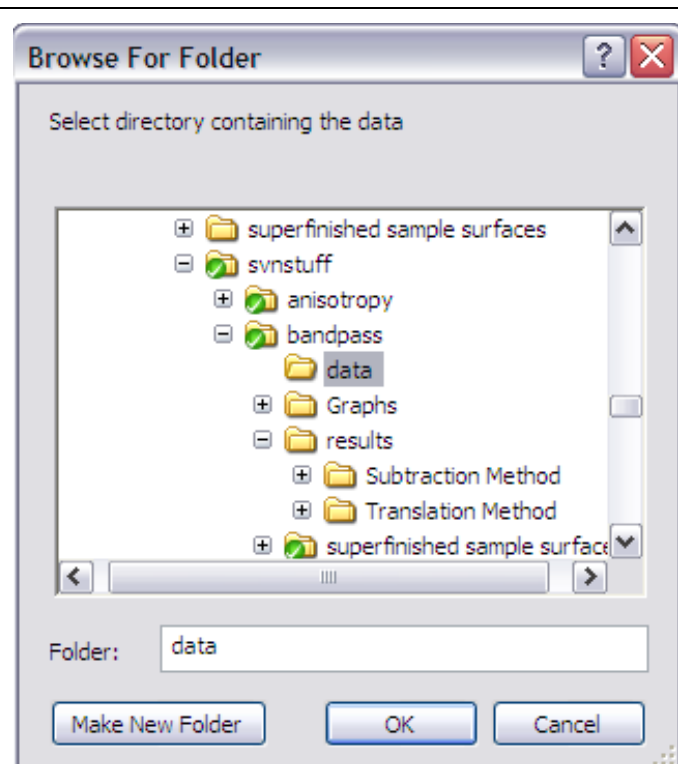 Browse For Folder
Select directory containing the data
superfinished sample surfaces
svnstuff
anisotropy
bandpass
data
Graphs
results
Subtraction Method
Translation Method
superfinished sample surface
Folder: data
Make New Folder OK Cancel